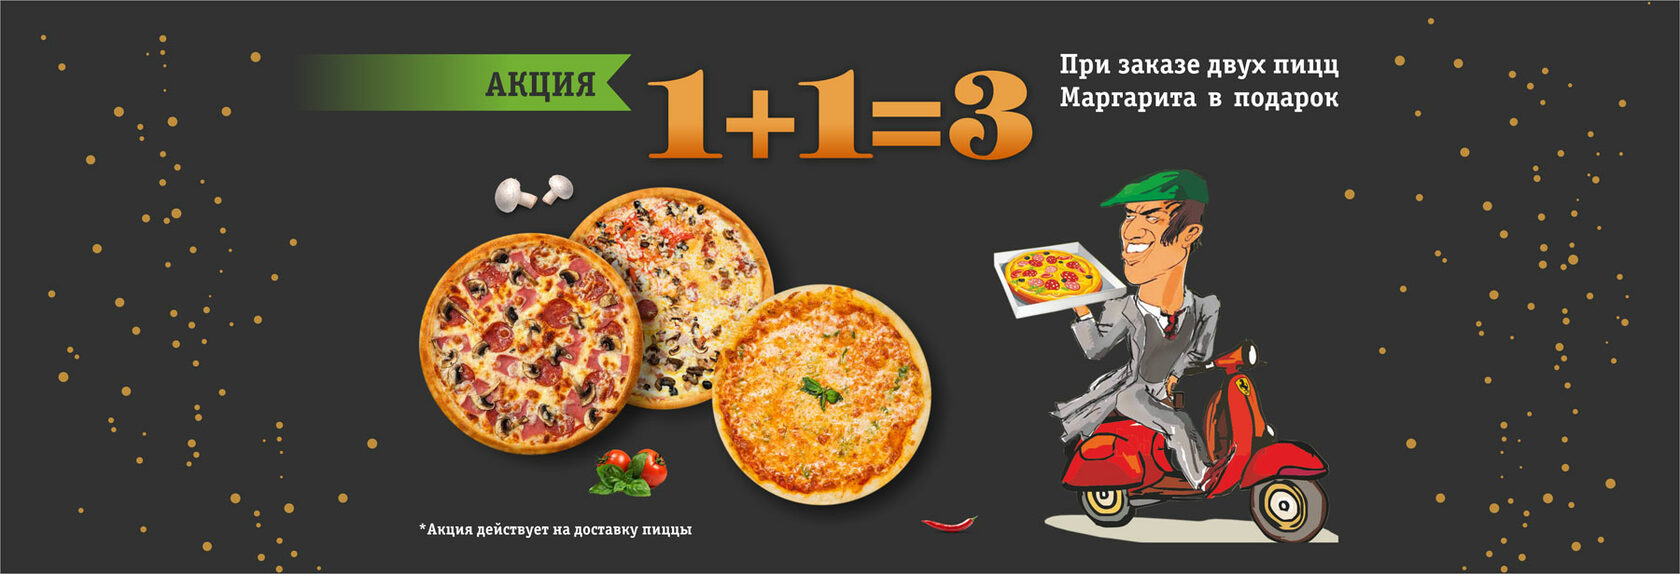 АКЦИЯ
1+1=3
При заказе двух пицц
Маргарита в подарок
*Акция действует на доставку пиццы